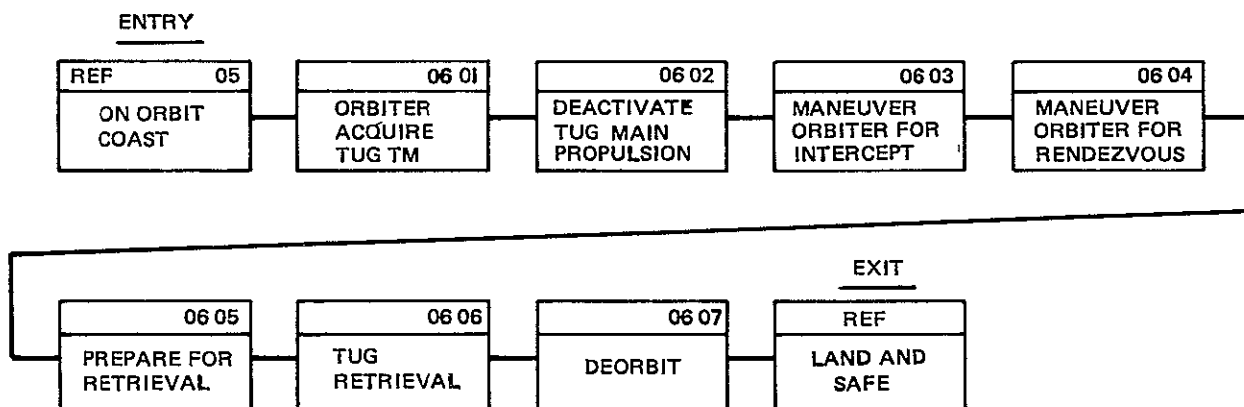 ENTRY
REF 05
ON ORBIT
COAST
06 01
ORBITER
ACQUIRE
TUG TM
06 02
DEACTIVATE
TUG MAIN
PROPULSION
06 03
MANEUVER
ORBITER FOR
INTERCEPT
06 04
MANEUVER
ORBITER FOR
RENDEZVOUS
06 05
PREPARE FOR
RETRIEVAL
06 06
TUG
RETRIEVAL
06 07
DEORBIT
EXIT
REF
LAND AND
SAFE